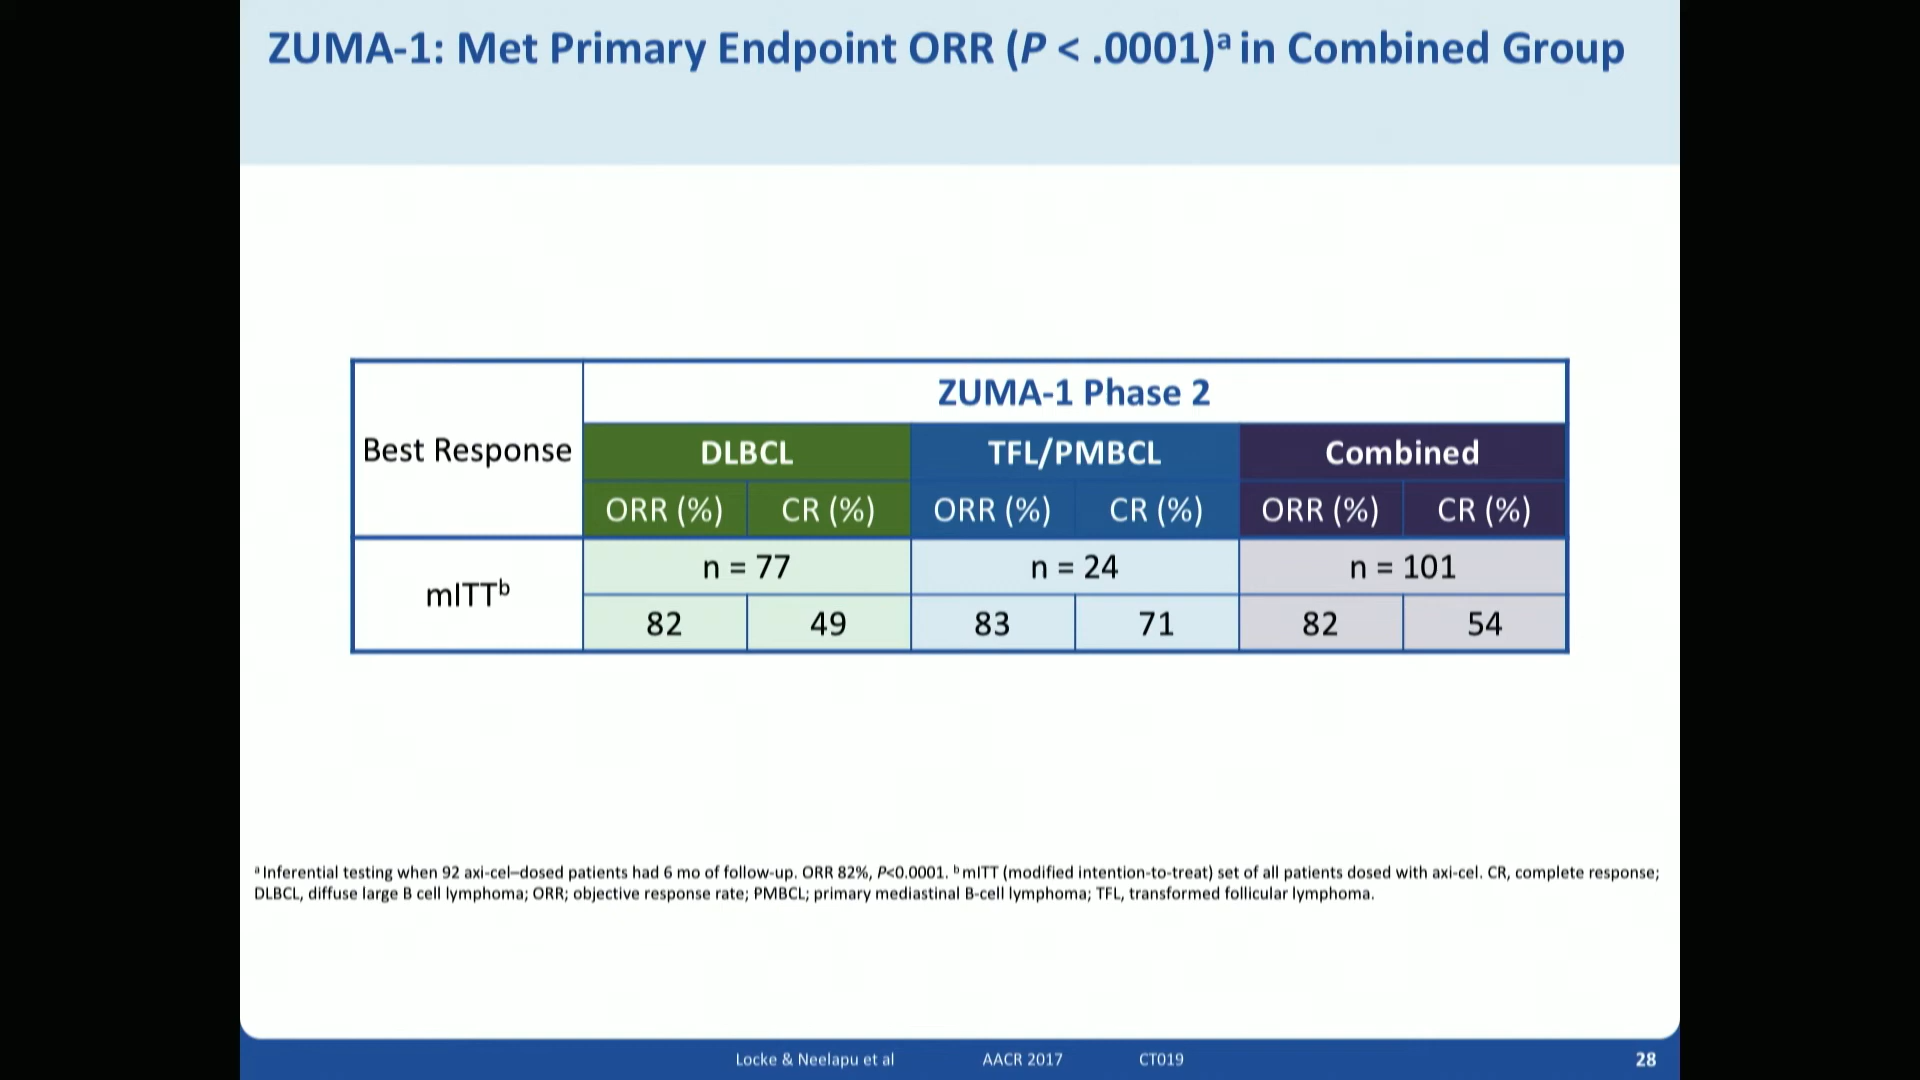 ZUMA-1: Met Primary Endpoint ORR (P < .0001)ᵃ in Combined Group
ZUMA-1 Phase 2
Best Response
DLBCL TFL/PMBCL Combined
ORR (%) CR (%) ORR (%) CR (%) ORR (%) CR (%)
mITTᵇ
n = 77 n = 24 n = 101
82 49 83 71 82 54
ᵃ Inferential testing when 92 axi-cel–dosed patients had 6 mo of follow-up. ORR 82%, P<0.0001. ᵇ mITT (modified intention-to-treat) set of all patients dosed with axi-cel. CR, complete response;
DLBCL, diffuse large B cell lymphoma; ORR; objective response rate; PMBCL; primary mediastinal B-cell lymphoma; TFL, transformed follicular lymphoma.
Locke & Neelapu et al AACR 2017 CT019 28